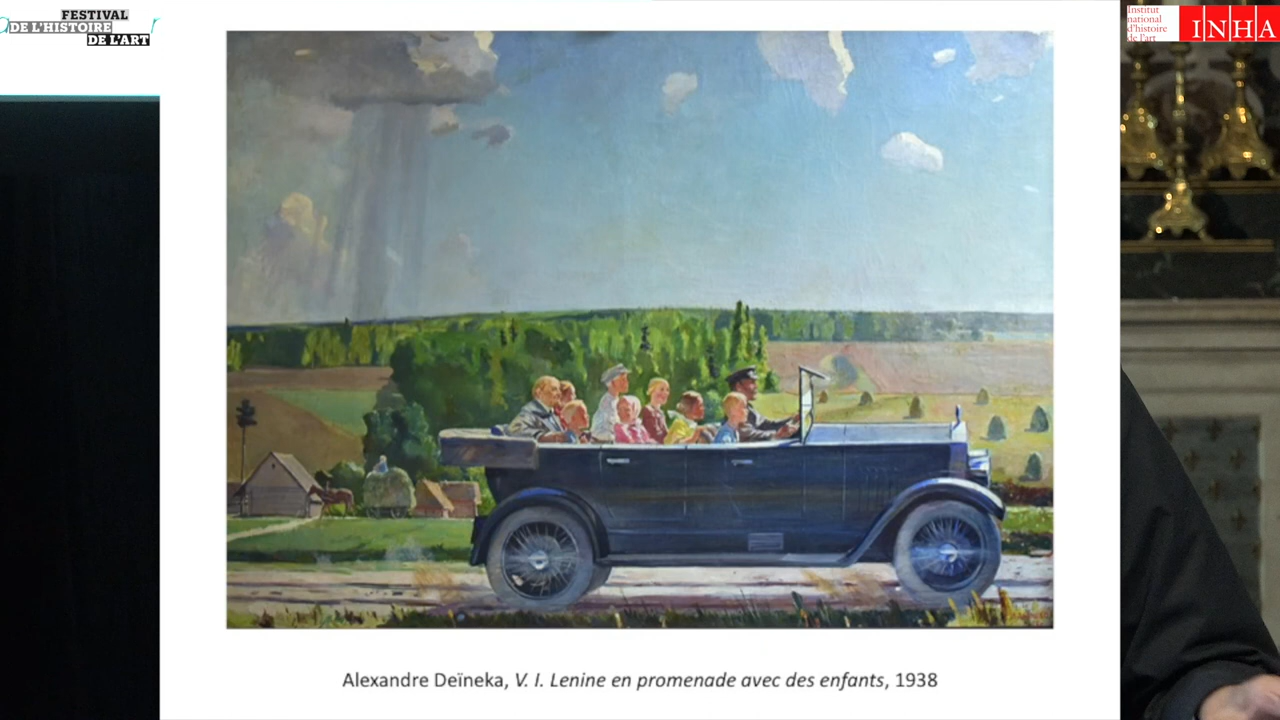 FESTIVAL
DE L'HISTOIRE
DE L'ART
Institut
national
d'histoire
de l'art
INHA
Alexandre Deïneka, V. I. Lenine en promenade avec des enfants, 1938